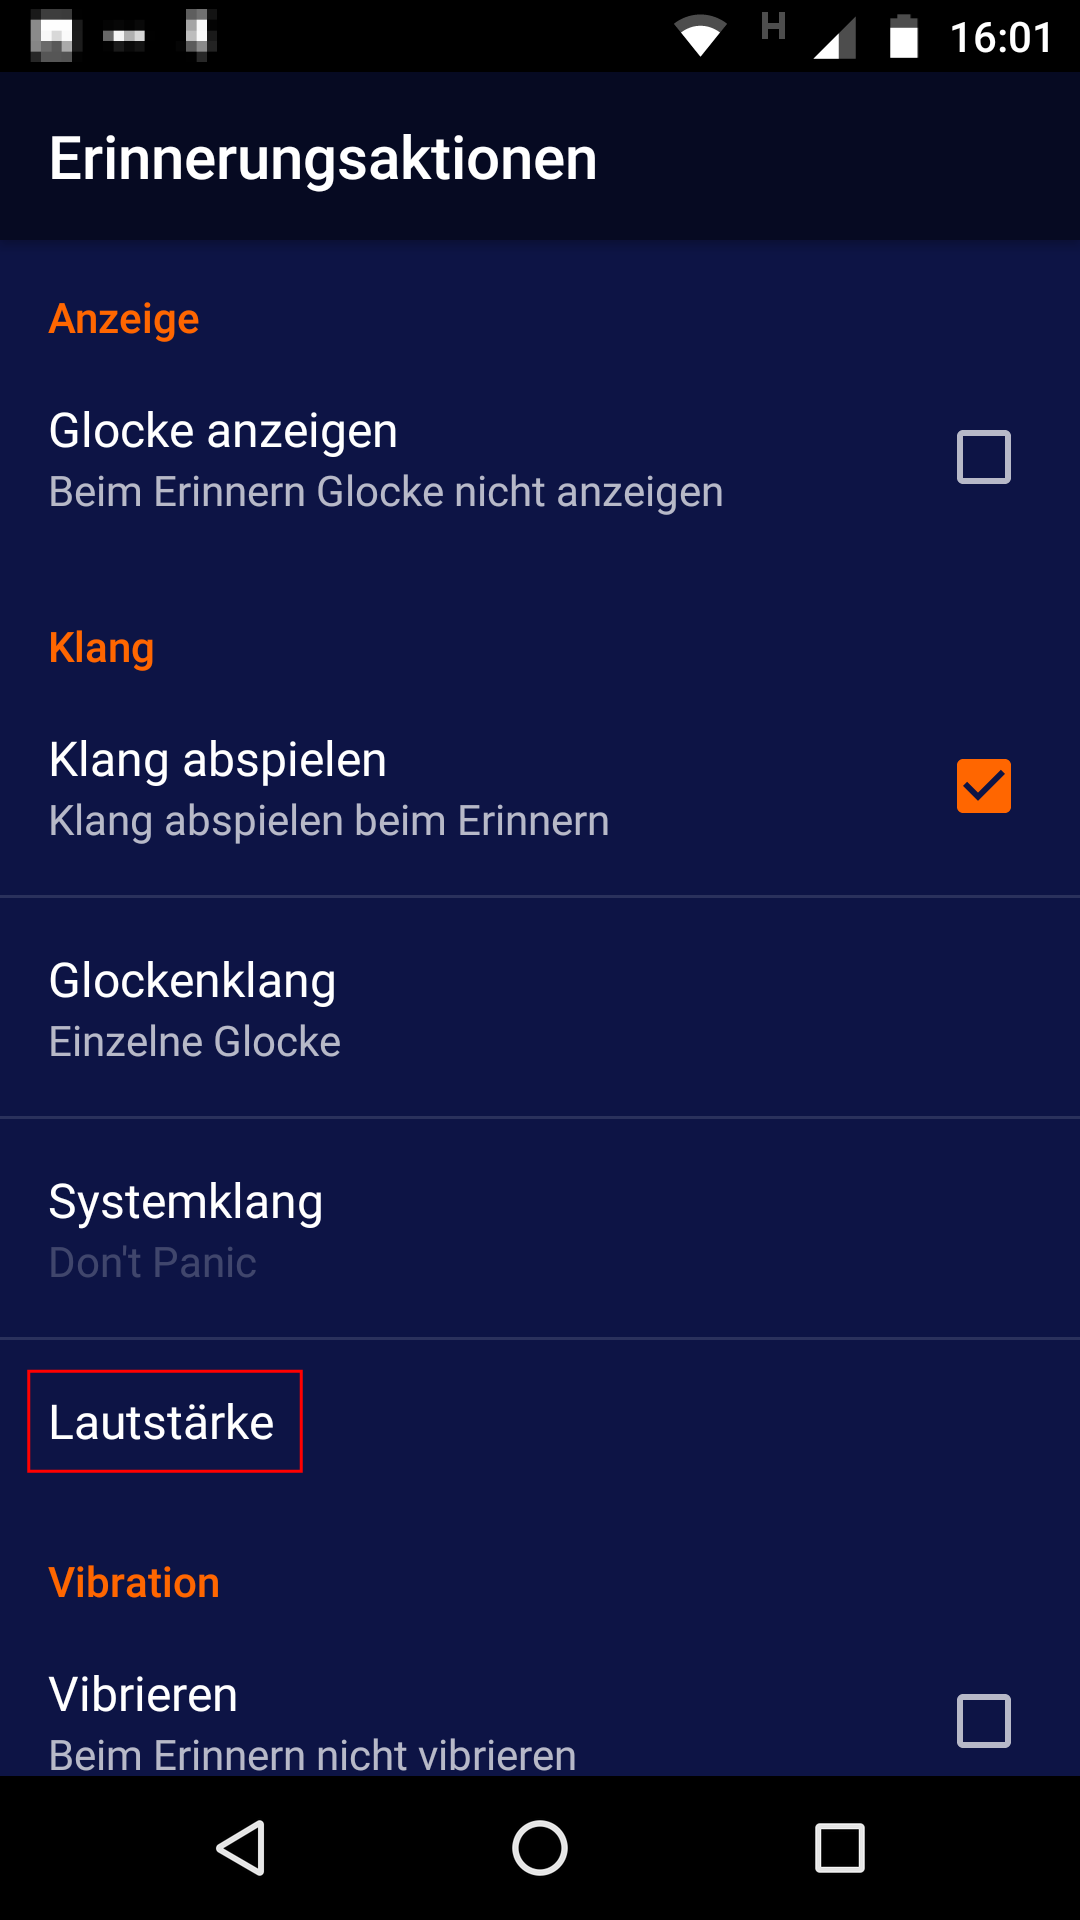 H 16:01
Erinnerungsaktionen
Anzeige
Glocke anzeigen
Beim Erinnern Glocke nicht anzeigen
Klang
Klang abspielen
Klang abspielen beim Erinnern
Glockenklang
Einzelne Glocke
Systemklang
Don't Panic
Lautstärke
Vibration
Vibrieren
Beim Erinnern nicht vibrieren